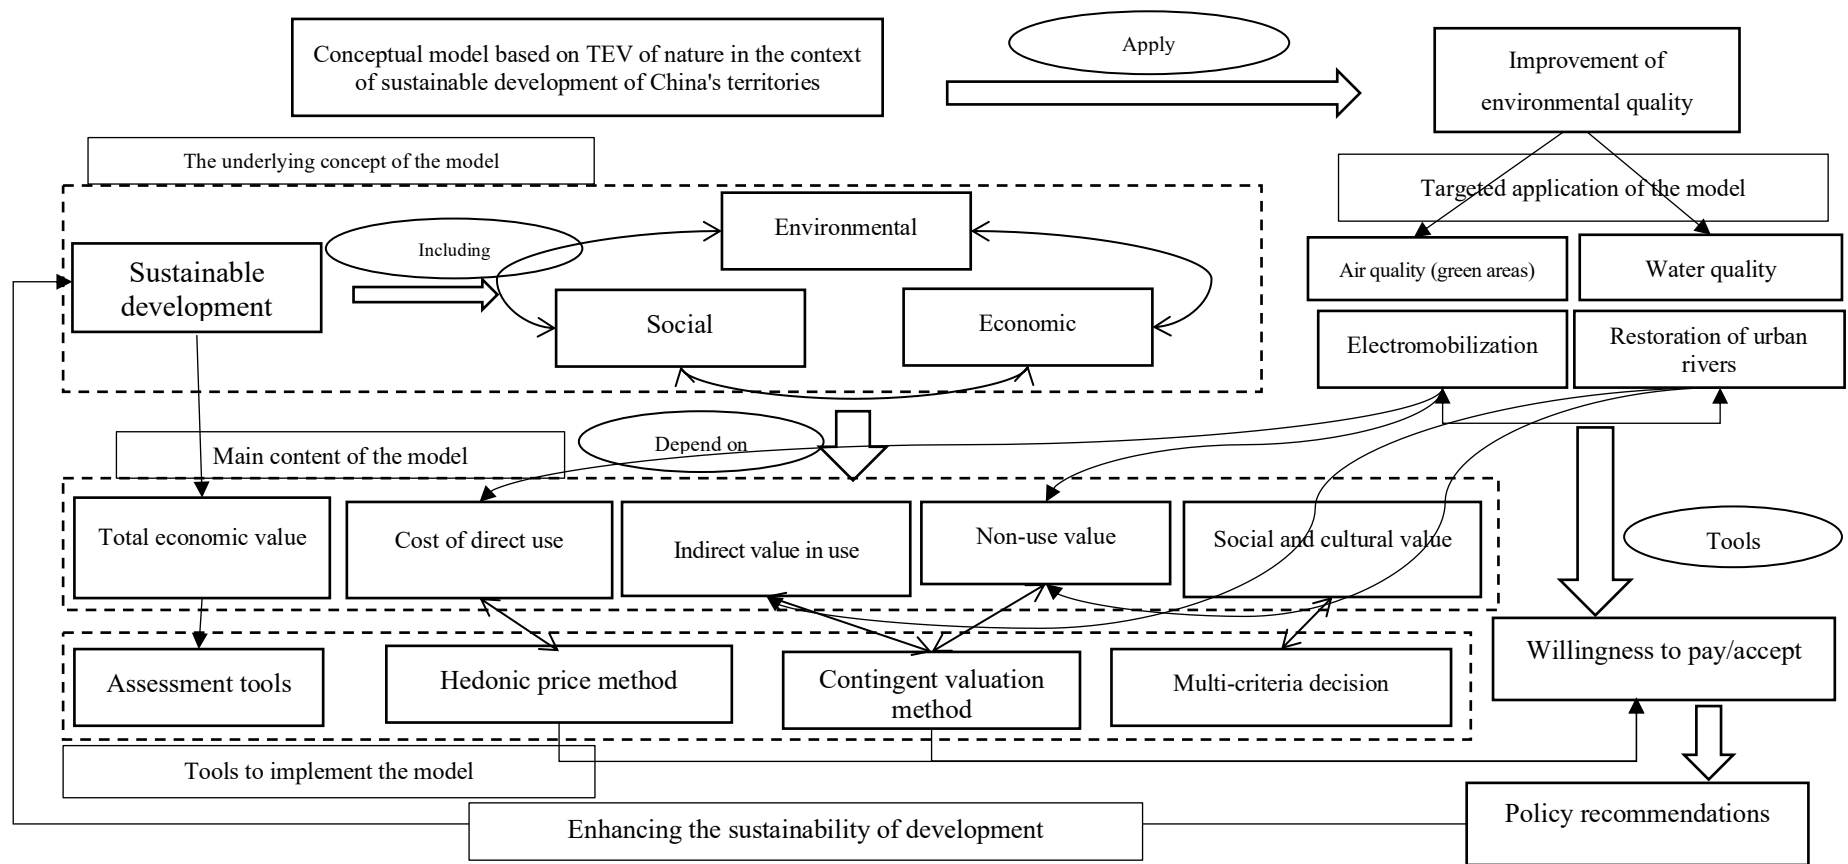 Conceptual model based on TEV of nature in the context
of sustainable development of China's territories
Apply
Improvement of
environmental quality
The underlying concept of the model
Targeted application of the model
Environmental
Including
Sustainable
development
Social
Economic
Air quality (green areas)
Water quality
Electromobilization
Restoration of urban
rivers
Depend on
Main content of the model
Total economic value
Cost of direct use
Indirect value in use
Non-use value
Social and cultural value
Tools
Assessment tools
Hedonic price method
Contingent valuation
method
Multi-criteria decision
Willingness to pay/accept
Tools to implement the model
Enhancing the sustainability of development
Policy recommendations